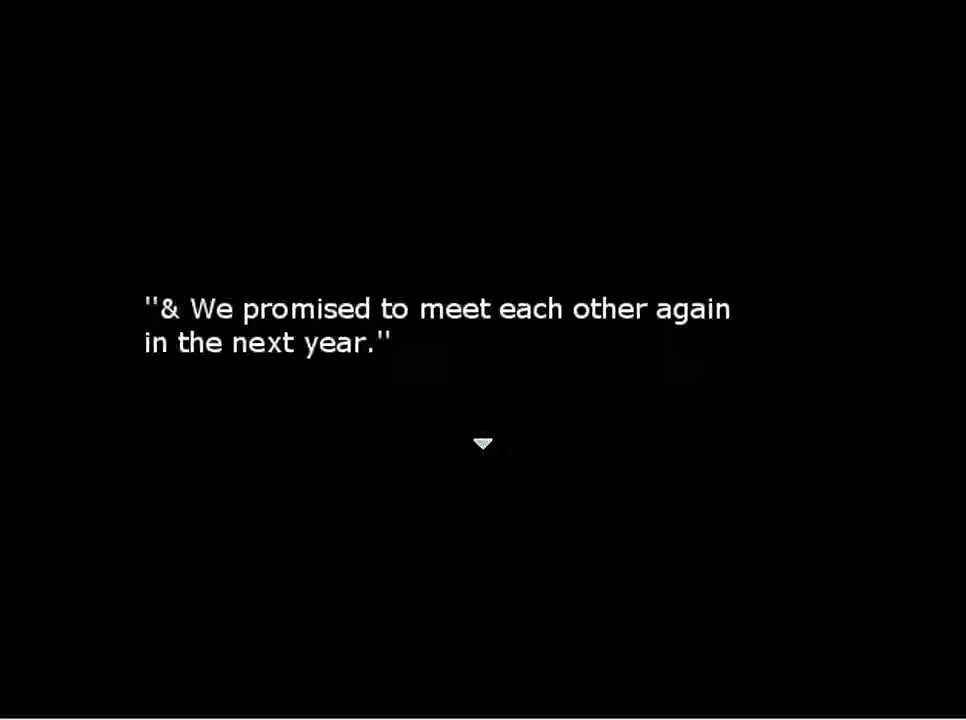 "& We promised to meet each other again
in the next year."